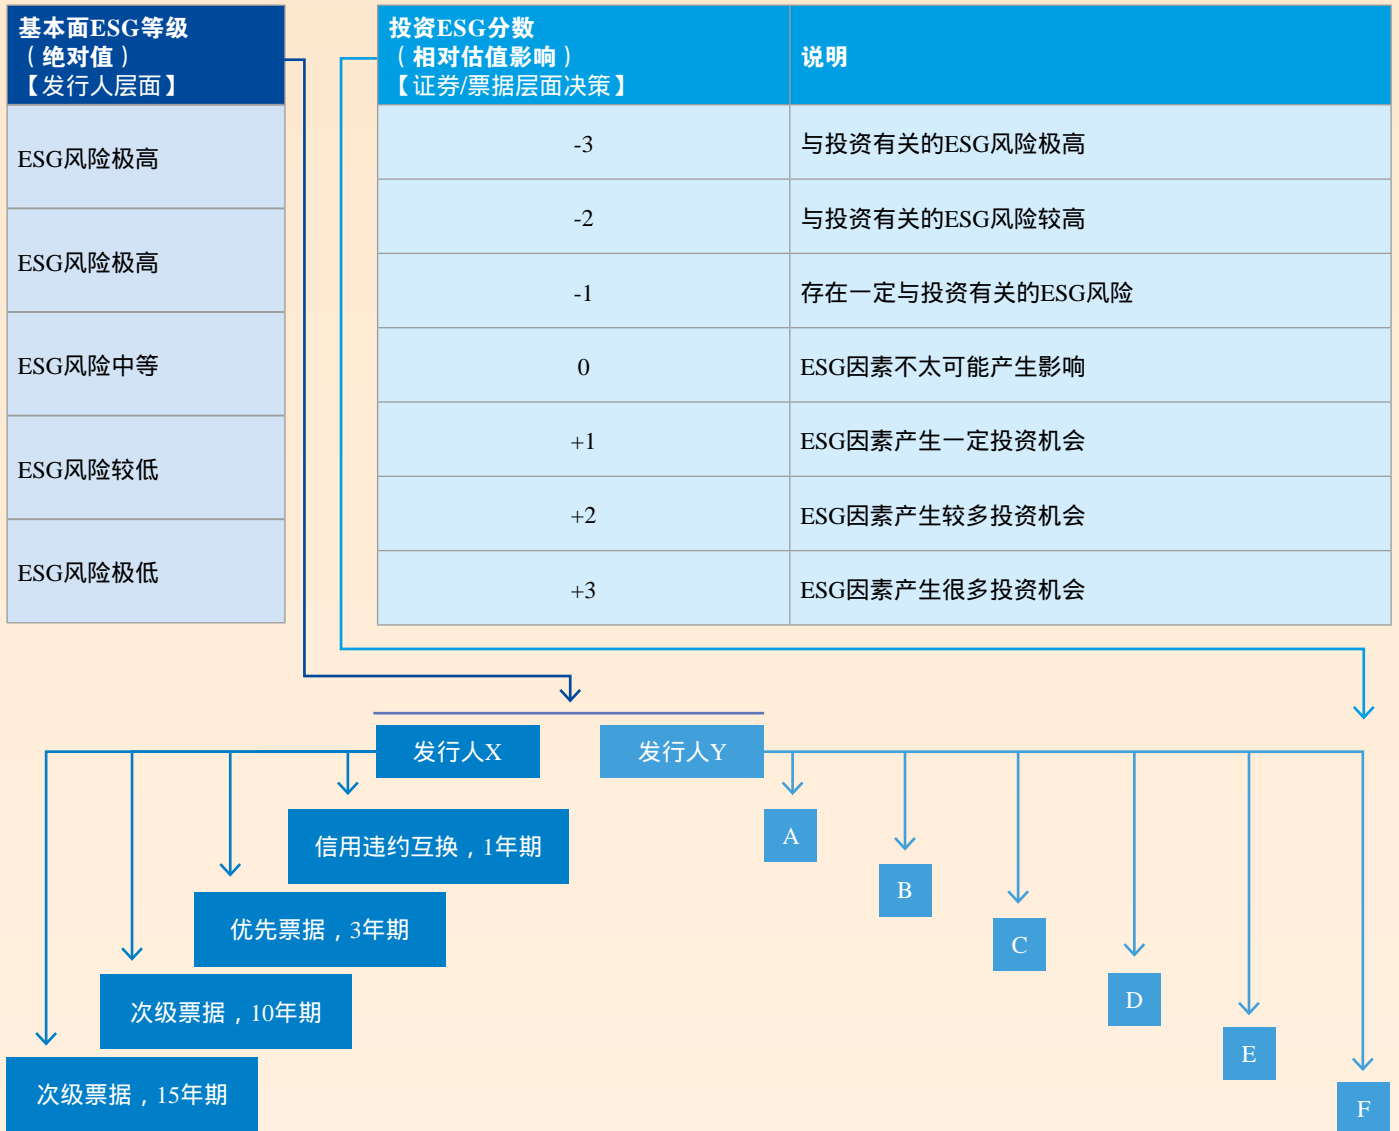 基本面ESG等级
（绝对值）
【发行人层面】
ESG风险极高
ESG风险极高
ESG风险中等
ESG风险较低
ESG风险极低
投资ESG分数
（相对估值影响）
【证券/票据层面决策】
说明
-3
与投资有关的ESG风险极高
-2
与投资有关的ESG风险较高
-1
存在一定与投资有关的ESG风险
0
ESG因素不太可能产生影响
+1
ESG因素产生一定投资机会
+2
ESG因素产生较多投资机会
+3
ESG因素产生很多投资机会
发行人X
发行人Y
信用违约互换，1年期
优先票据，3年期
次级票据，10年期
次级票据，15年期
A
B
C
D
E
F